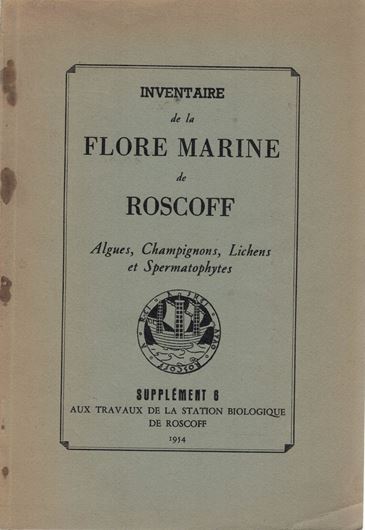 INVENTAIRE
de la
FLORE MARINE
de
ROSCOFF
Algues, Champignons, Lichens
et Spermatophytes
ROSCOFF
SUPPLÉMENT 6
AUX TRAVAUX DE LA STATION BIOLOGIQUE
DE ROSCOFF
1954